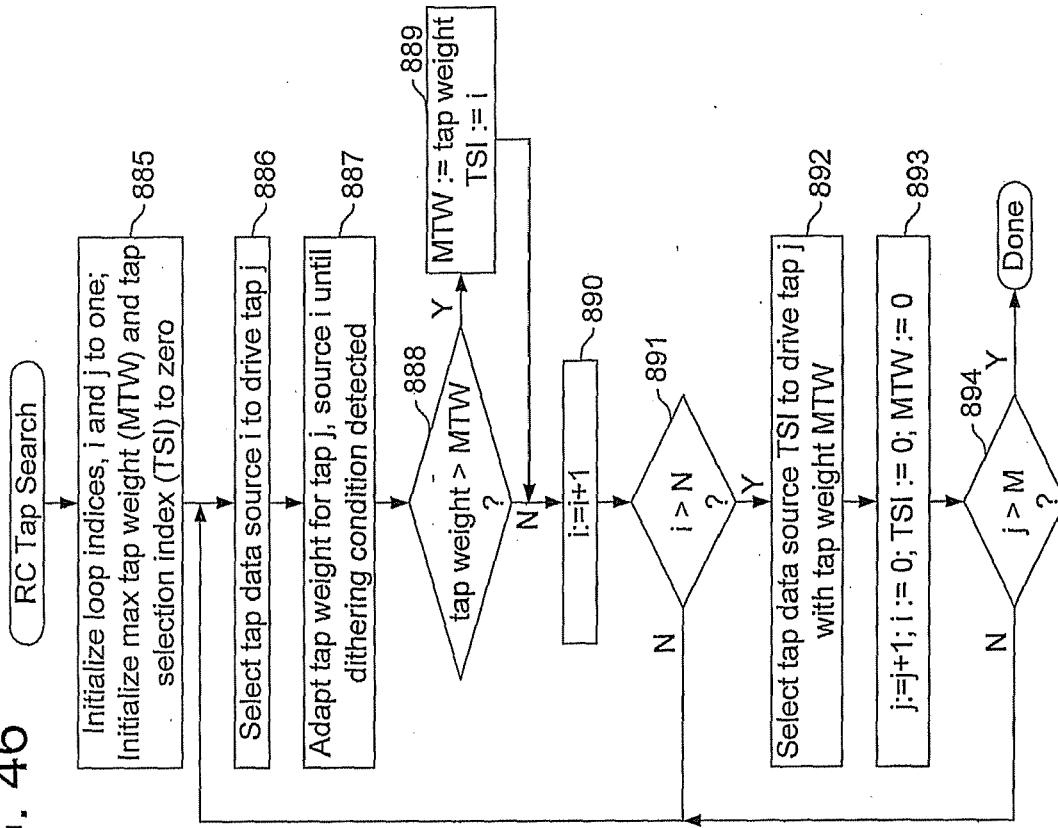 . 46
RC Tap Search
Initialize loop indices, i and j to one;
Initialize max tap weight (MTW) and tap
selection index (TSI) to zero
885
Select tap data source i to drive tap j
886
Adapt tap weight for tap j, source i until
dithering condition detected
887
tap weight > MTW
?
888
Y
N
MTW := tap weight
TSI := i
889
i:=i+1
890
i > N
?
891
N
Y
Select tap data source TSI to drive tap j
with tap weight MTW
892
j:=j+1; i := 0; TSI := 0; MTW := 0
893
j > M
?
894
N
Y
Done